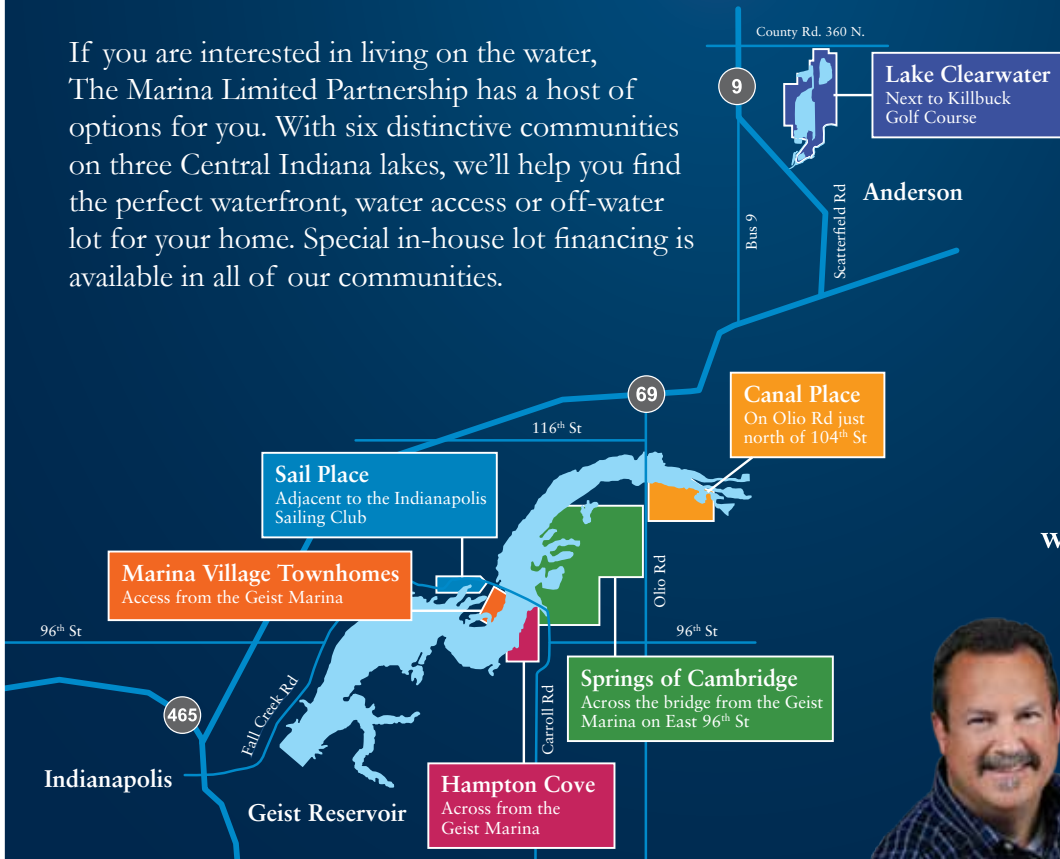 If you are interested in living on the water,
The Marina Limited Partnership has a host of
options for you. With six distinctive communities
on three Central Indiana lakes, we’ll help you find
the perfect waterfront, water access or off-water
lot for your home. Special in-house lot financing is
available in all of our communities.
County Rd. 360 N.
9
Lake Clearwater
Next to Killbuck
Golf Course
Anderson
Bus 9
Scatterfield Rd
69
116th St
Canal Place
On Olio Rd just
north of 104th St
Sail Place
Adjacent to the Indianapolis
Sailing Club
Marina Village Townhomes
Access from the Geist Marina
Olio Rd
96th St
96th St
Springs of Cambridge
Across the bridge from the Geist
Marina on East 96th St
Fall Creek Rd
Carroll Rd
465
Indianapolis
Geist Reservoir
Hampton Cove
Across from the
Geist Marina